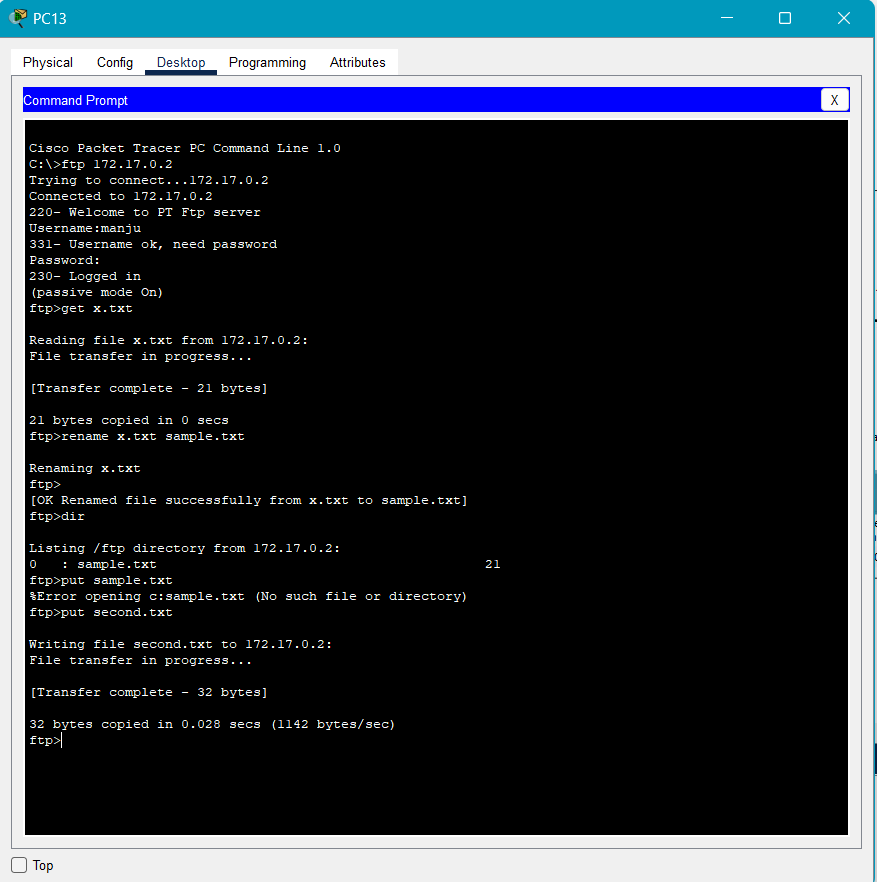 PC13
Physical Config Desktop Programming Attributes
Command Prompt
X
Cisco Packet Tracer PC Command Line 1.0
C:\>ftp 172.17.0.2
Trying to connect...172.17.0.2
Connected to 172.17.0.2
220- Welcome to PT Ftp server
Username:manju
331- Username ok, need password
Password:
230- Logged in
(passive mode On)
ftp>get x.txt
Reading file x.txt from 172.17.0.2:
File transfer in progress...
[Transfer complete - 21 bytes]
21 bytes copied in 0 secs
ftp>rename x.txt sample.txt
Renaming x.txt
ftp>
[OK Renamed file successfully from x.txt to sample.txt]
ftp>dir
Listing /ftp directory from 172.17.0.2:
0 : sample.txt 21
ftp>put sample.txt
%Error opening c:sample.txt (No such file or directory)
ftp>put second.txt
Writing file second.txt to 172.17.0.2:
File transfer in progress...
[Transfer complete - 32 bytes]
32 bytes copied in 0.028 secs (1142 bytes/sec)
ftp>
Top